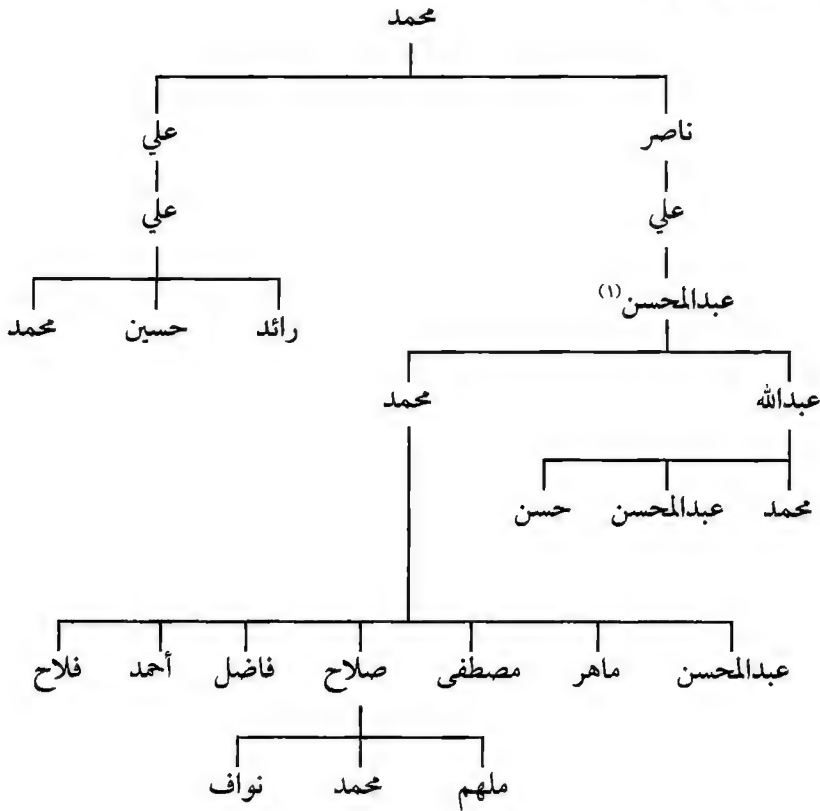 محمد
ناصر علي
علي علي
عبدالمحسن (١)
رائد حسين محمد
عبدالله محمد
محمد عبدالمحسن حسن
عبدالمحسن ماهر مصطفى صلاح فاضل أحمد فلاح
ملهم محمد نواف